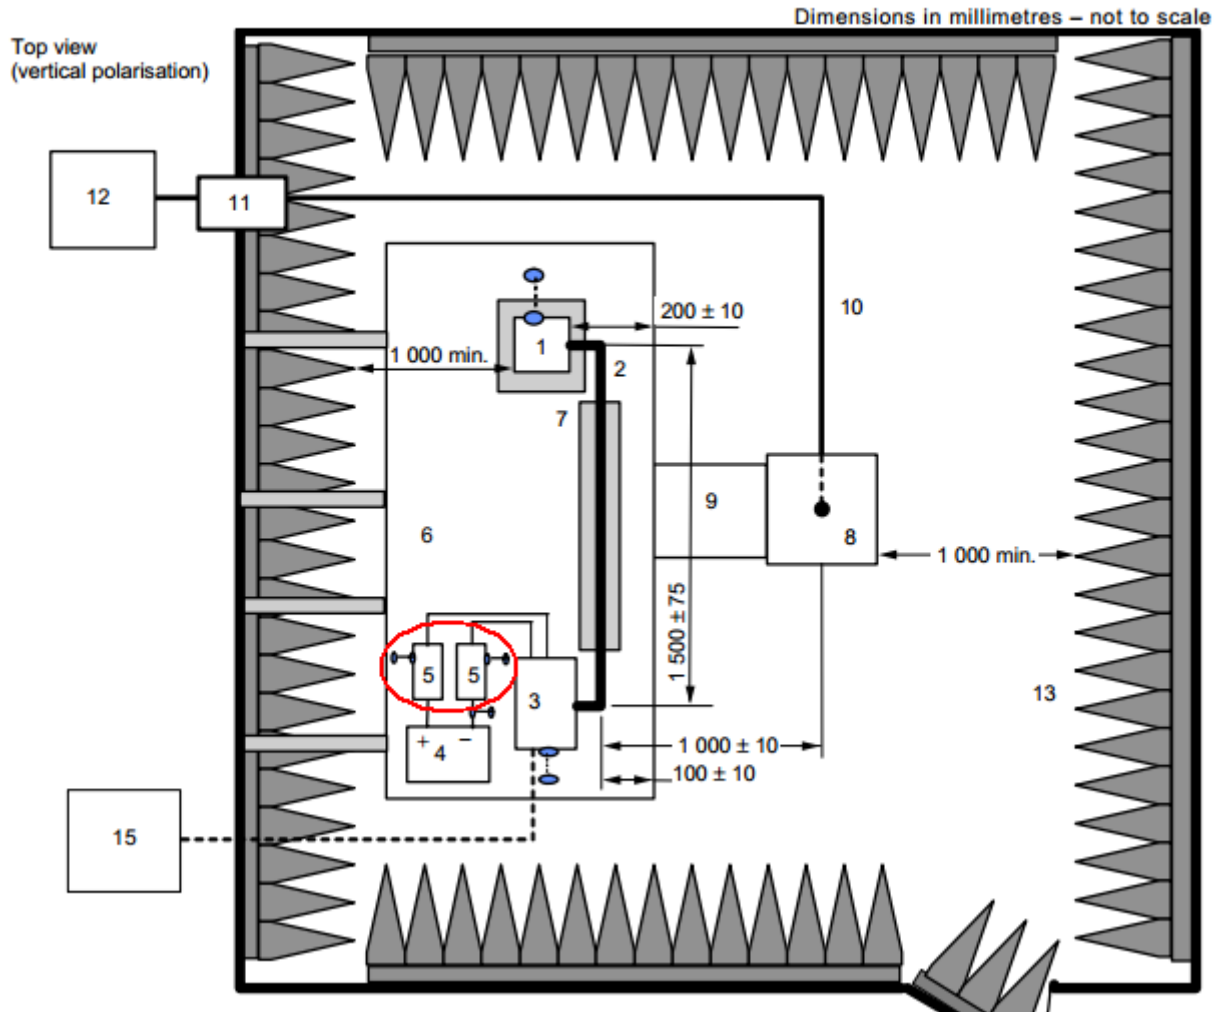 Dimensions in millimetres – not to scale
Top view
(vertical polarisation)
12
11
10
200 ± 10
1
1 000 min.
2
7
9
8
6
1 000 min.
1 500 ± 75
5
5
3
13
+
−
4
1 000 ± 10
100 ± 10
15